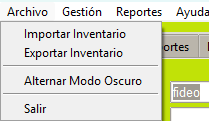 Archivo Gestión Reportes Ayuda
Importar Inventario
Exportar Inventario
Alternar Modo Oscuro
Salir
fideo